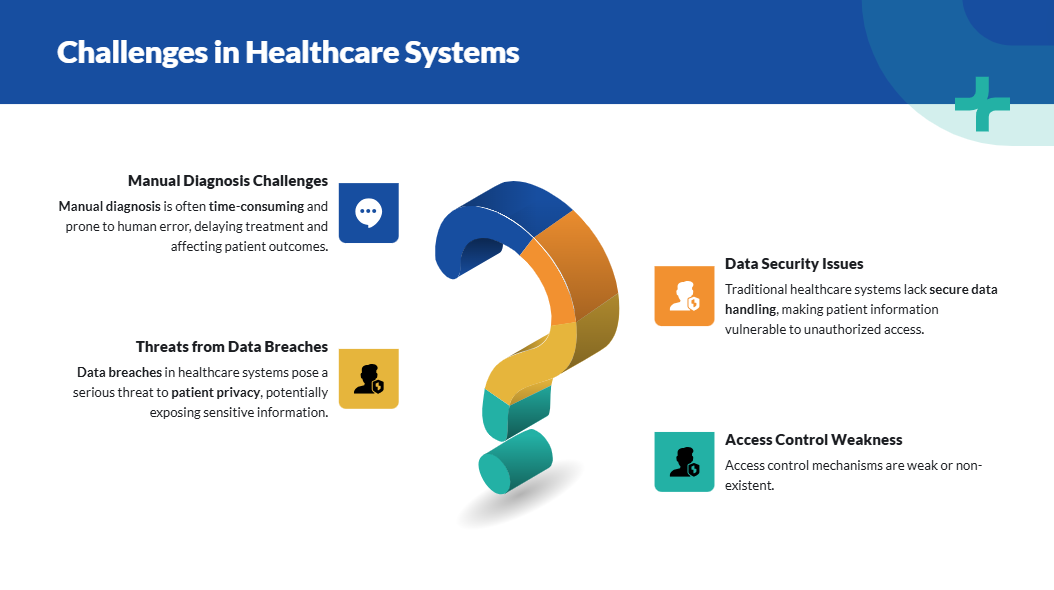 Challenges in Healthcare Systems
Manual Diagnosis Challenges
Manual diagnosis is often time-consuming and
prone to human error, delaying treatment and
affecting patient outcomes.
Data Security Issues
Traditional healthcare systems lack secure data
handling, making patient information
vulnerable to unauthorized access.
Threats from Data Breaches
Data breaches in healthcare systems pose a
serious threat to patient privacy, potentially
exposing sensitive information.
Access Control Weakness
Access control mechanisms are weak or non-
existent.